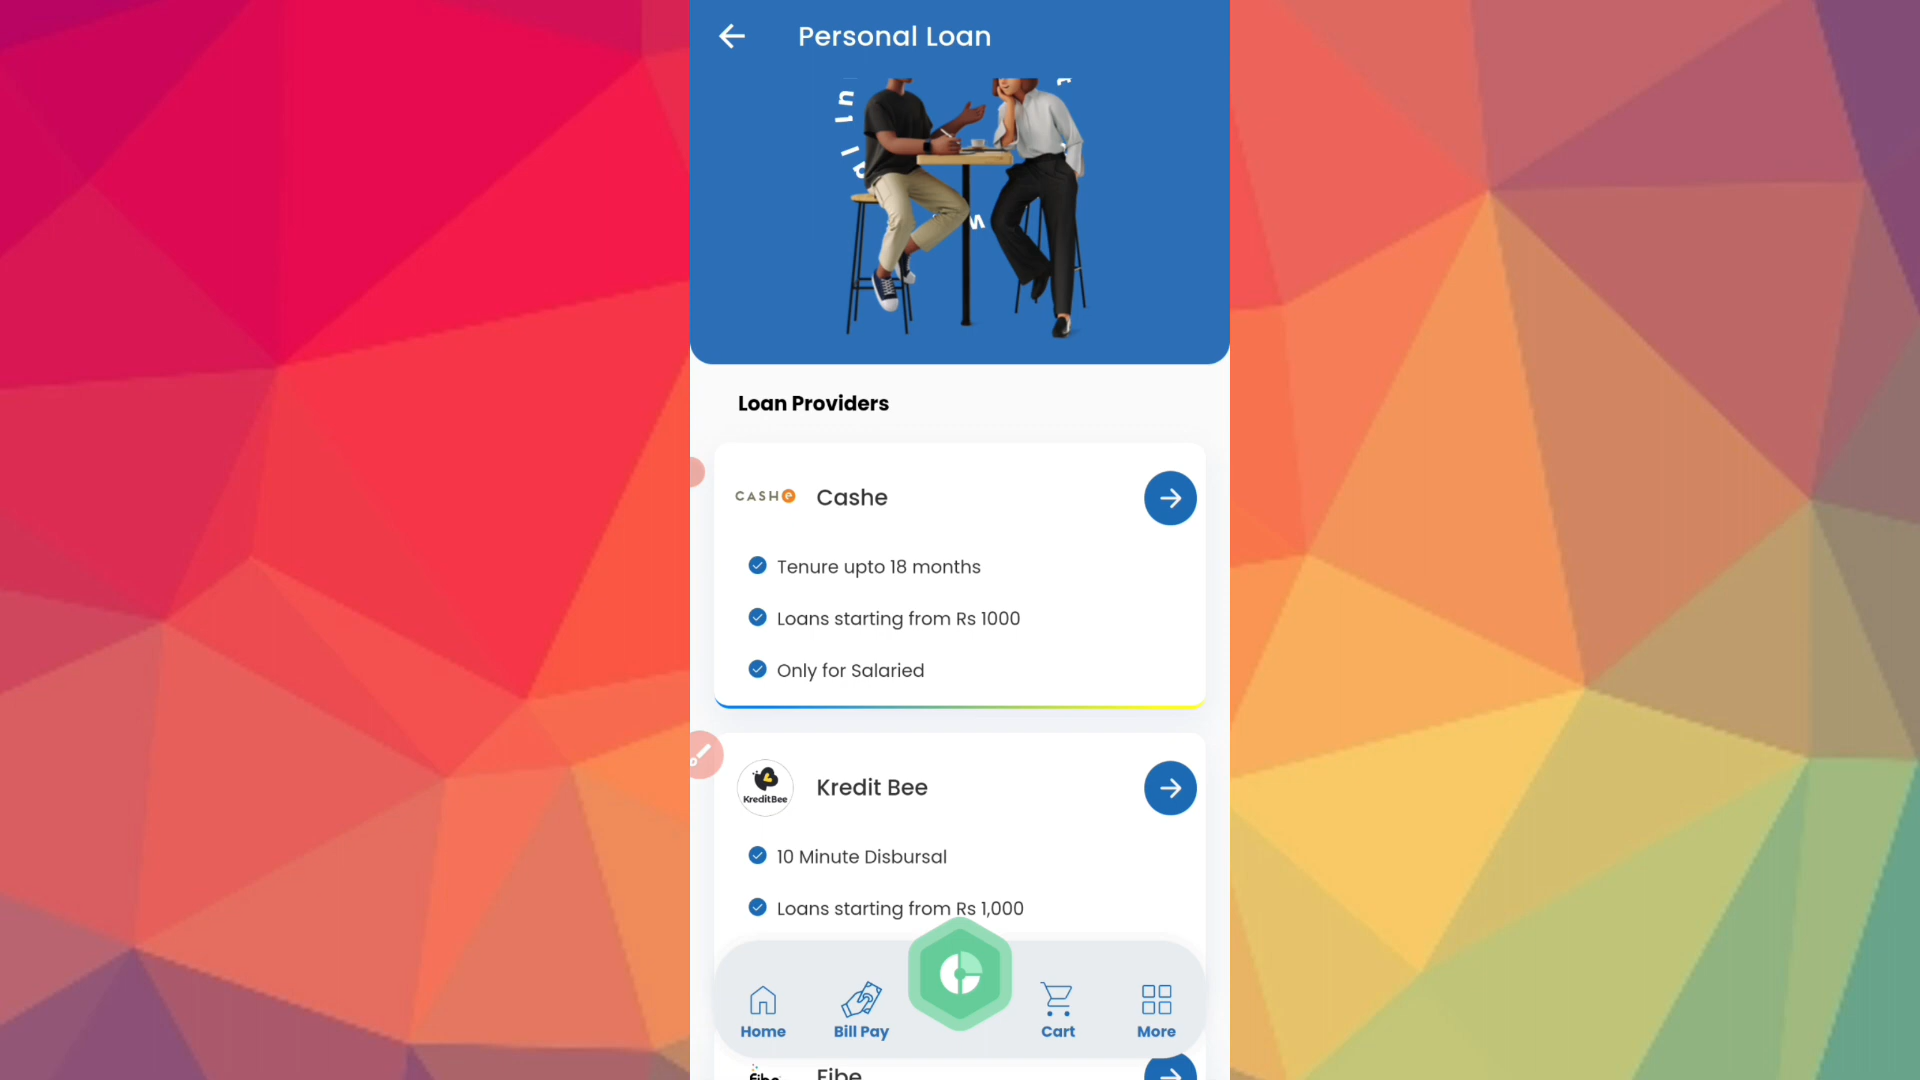 Personal Loan
Loan Providers
CASHe
Cashe
Tenure upto 18 months
Loans starting from Rs 1000
Only for Salaried
KreditBee
Kredit Bee
10 Minute Disbursal
Loans starting from Rs 1,000
Home
Bill Pay
Cart
More
Fibe